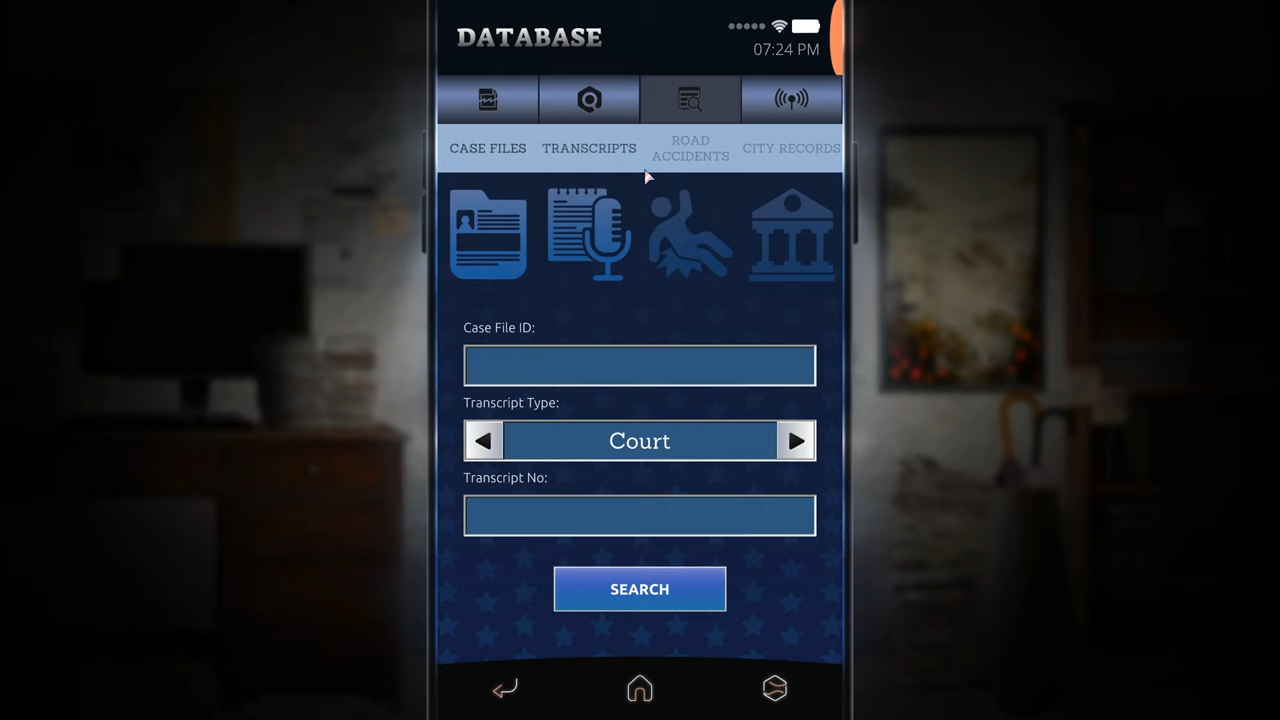 DATABASE
07:24 PM
CASE FILES
TRANSCRIPTS
ROAD
ACCIDENTS
CITY RECORDS
Case File ID:
Transcript Type:
Court
Transcript No:
SEARCH